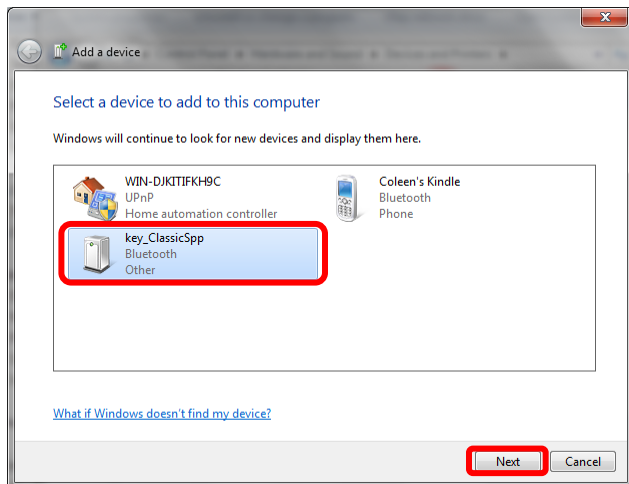 Add a device
Select a device to add to this computer
Windows will continue to look for new devices and display them here.
WIN-DJKITIFKH9C
UPnP
Home automation controller
Coleen's Kindle
Bluetooth
Phone
key_ClassicSpp
Bluetooth
Other
What if Windows doesn't find my device?
Next
Cancel